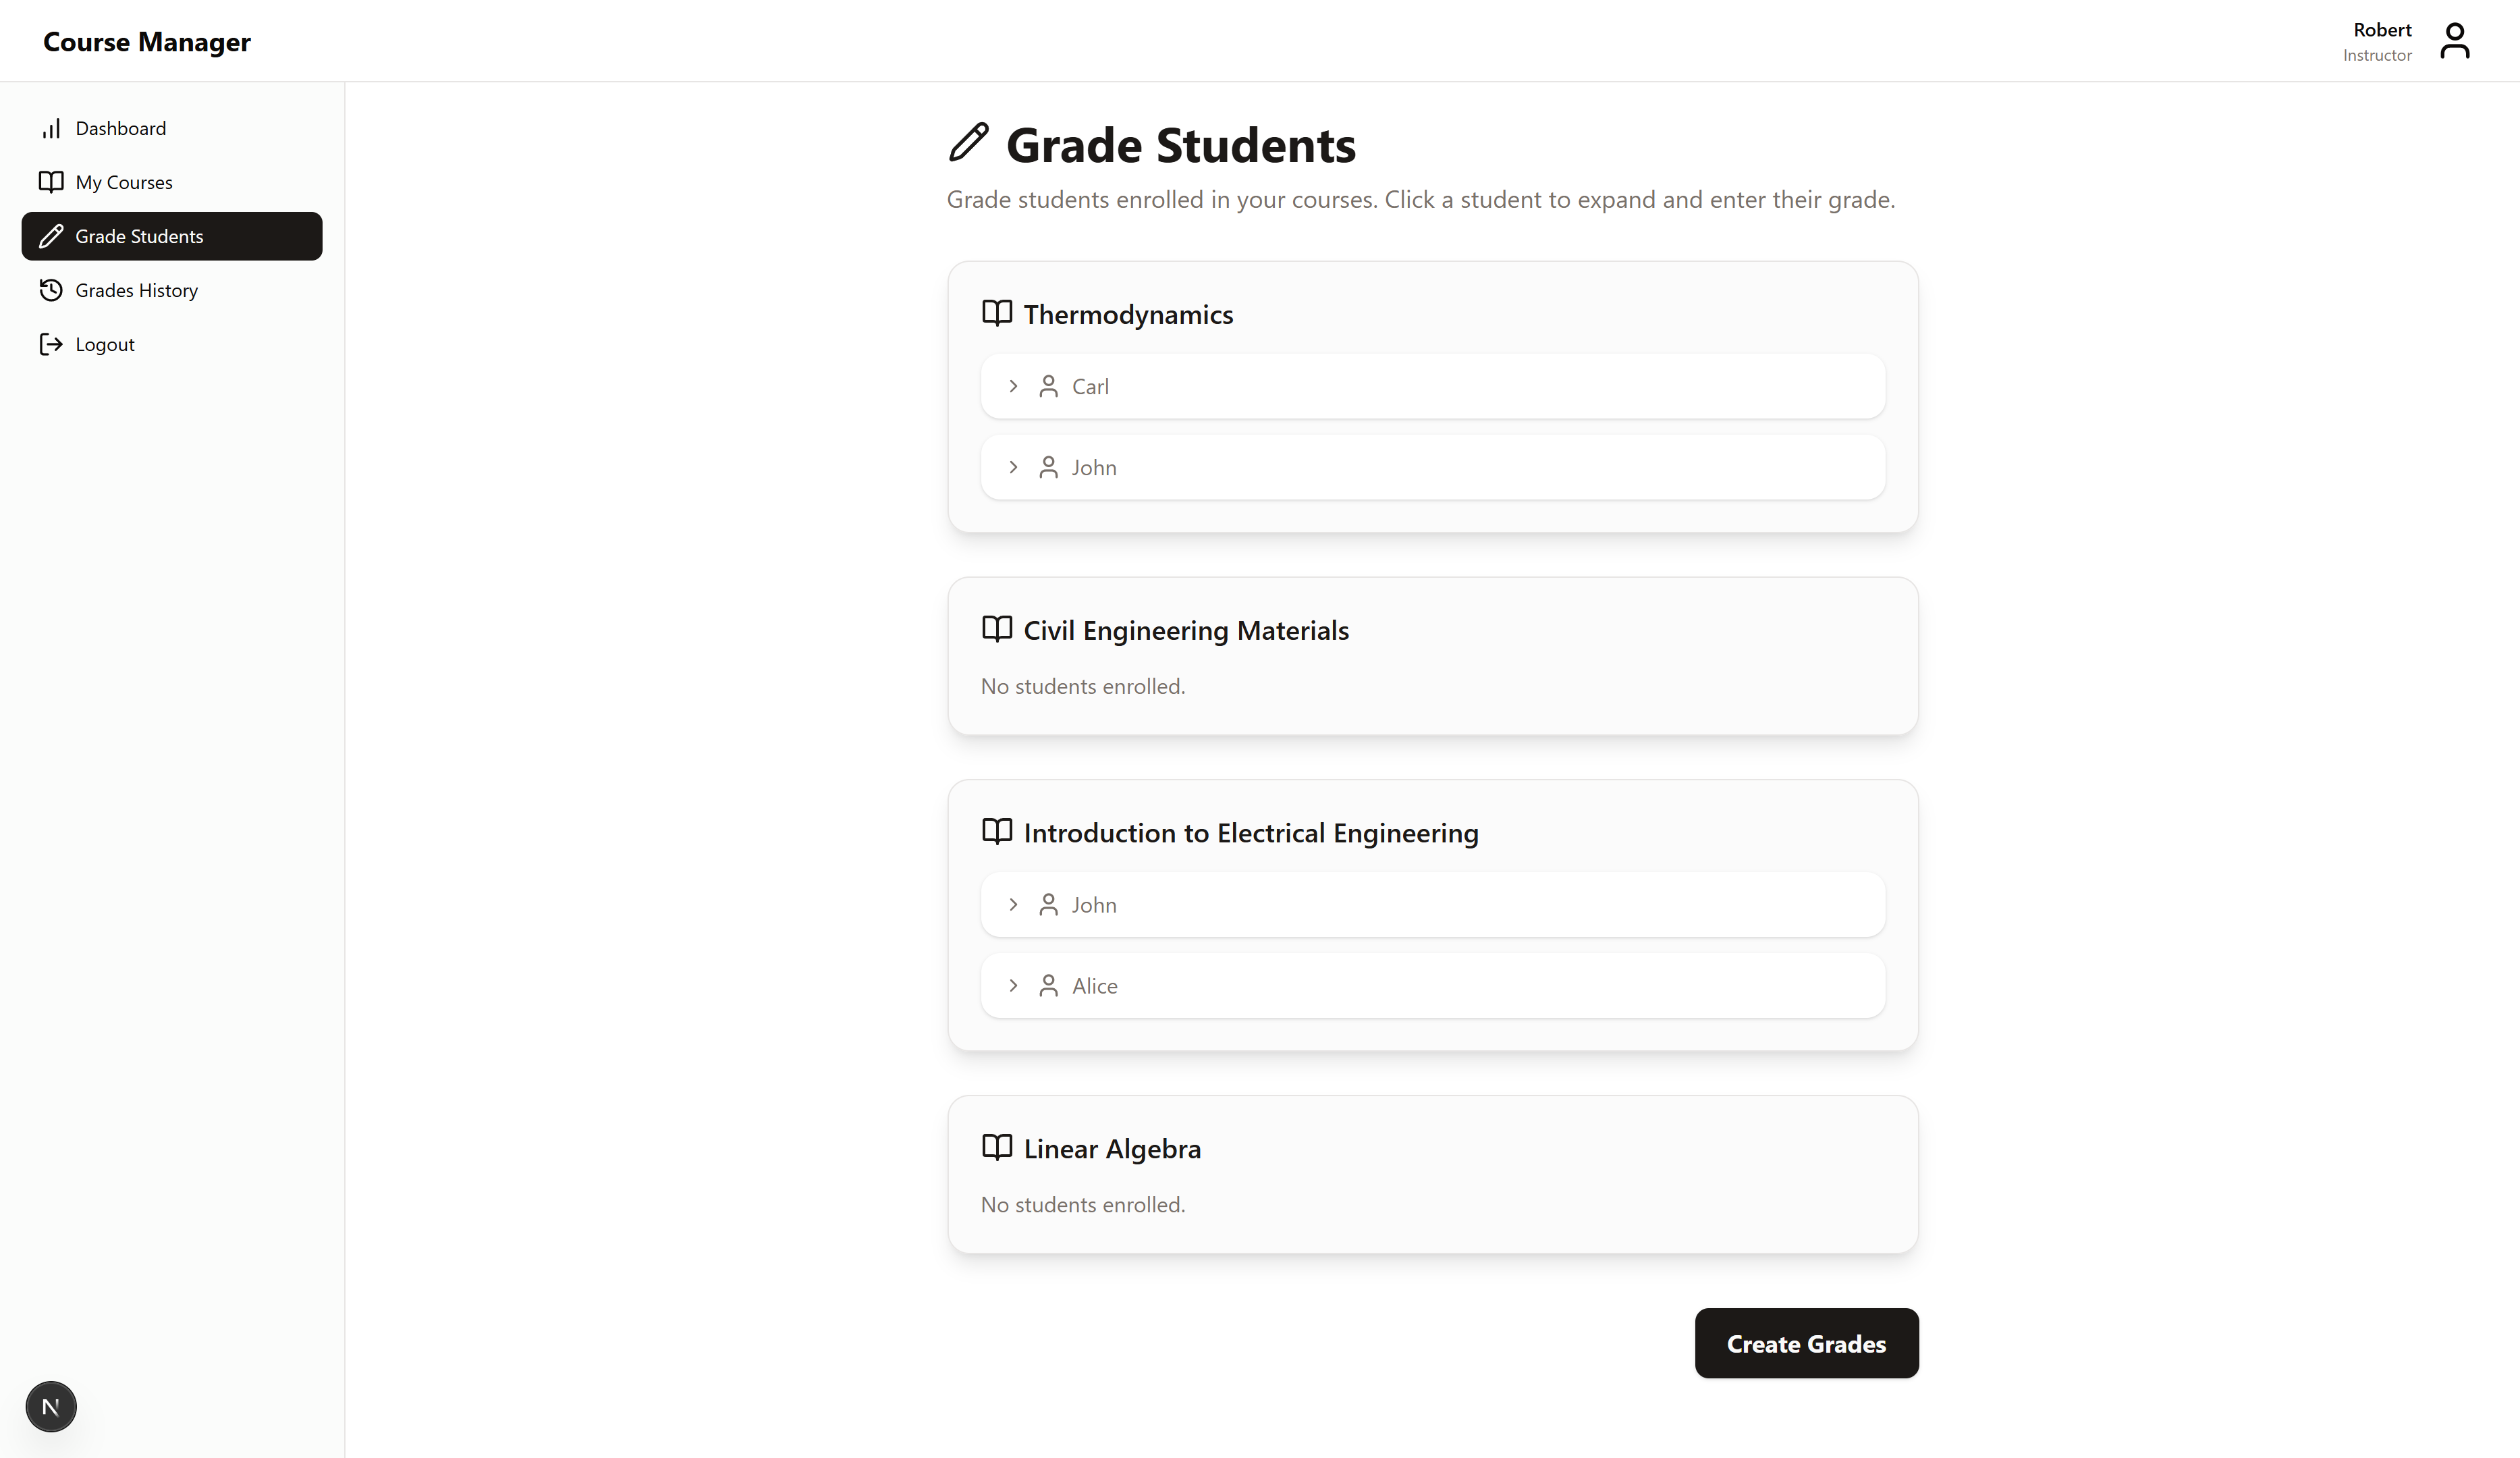 Course Manager
Robert
Instructor
Dashboard
My Courses
Grade Students
Grades History
Logout
Grade Students
Grade students enrolled in your courses. Click a student to expand and enter their grade.
Thermodynamics
Carl
John
Civil Engineering Materials
No students enrolled.
Introduction to Electrical Engineering
John
Alice
Linear Algebra
No students enrolled.
Create Grades
N